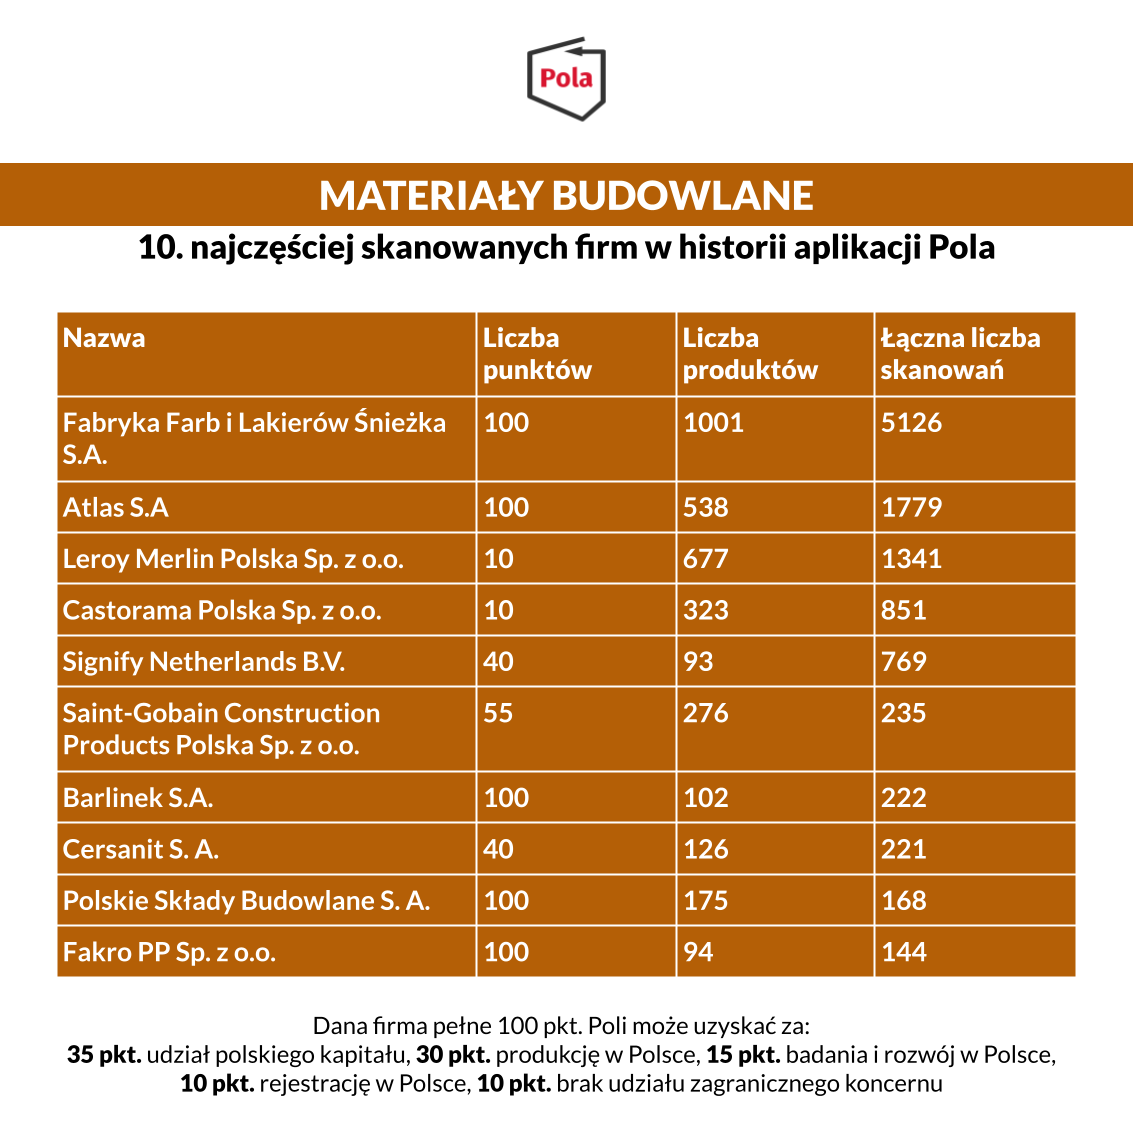 Pola
MATERIAŁY BUDOWLANE
10. najczęściej skanowanych firm w historii aplikacji Pola
Nazwa
Liczba
punktów
Liczba
produktów
Łączna liczba
skanowań
Fabryka Farb i Lakierów Śnieżka
S.A.
100
1001
5126
Atlas S.A
100
538
1779
Leroy Merlin Polska Sp. z o.o.
10
677
1341
Castorama Polska Sp. z o.o.
10
323
851
Signify Netherlands B.V.
40
93
769
Saint-Gobain Construction
Products Polska Sp. z o.o.
55
276
235
Barlinek S.A.
100
102
222
Cersanit S. A.
40
126
221
Polskie Składy Budowlane S. A.
100
175
168
Fakro PP Sp. z o.o.
100
94
144
Dana firma pełne 100 pkt. Poli może uzyskać za:
35 pkt. udział polskiego kapitału, 30 pkt. produkcję w Polsce, 15 pkt. badania i rozwój w Polsce,
10 pkt. rejestrację w Polsce, 10 pkt. brak udziału zagranicznego koncernu